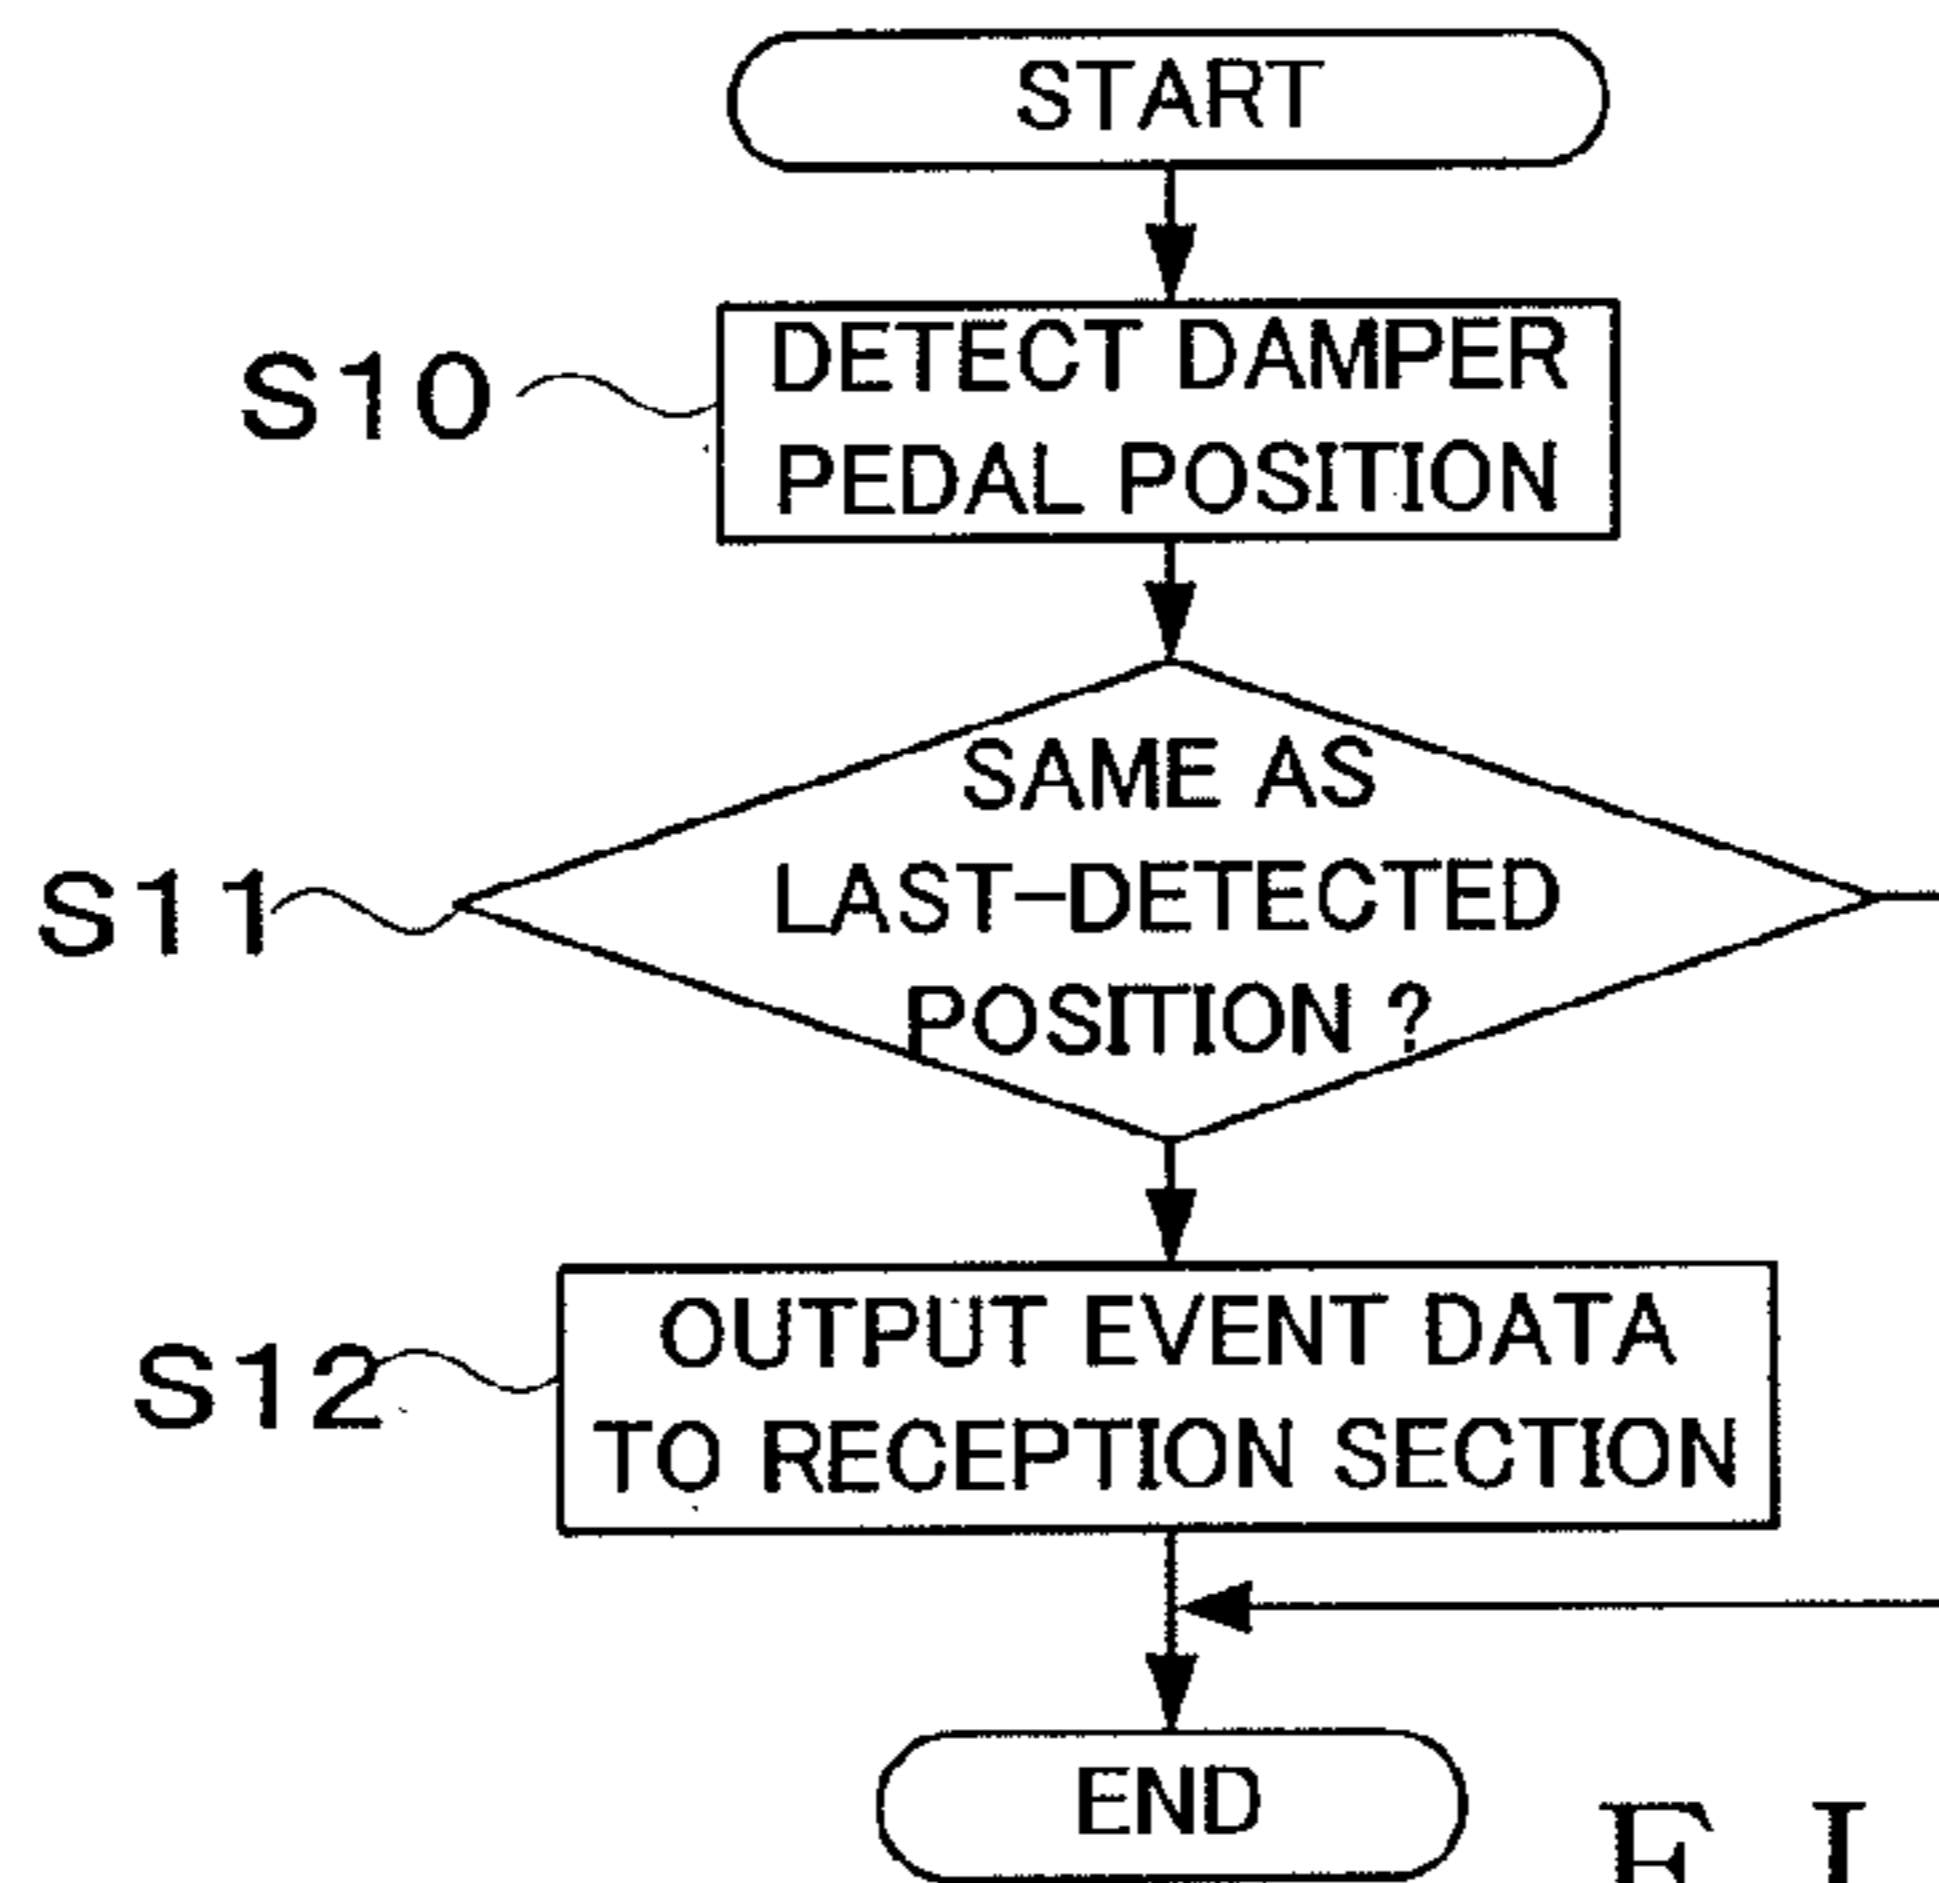 START
S10
DETECT DAMPER
PEDAL POSITION
S11
SAME AS
LAST-DETECTED
POSITION ?
S12
OUTPUT EVENT DATA
TO RECEPTION SECTION
END